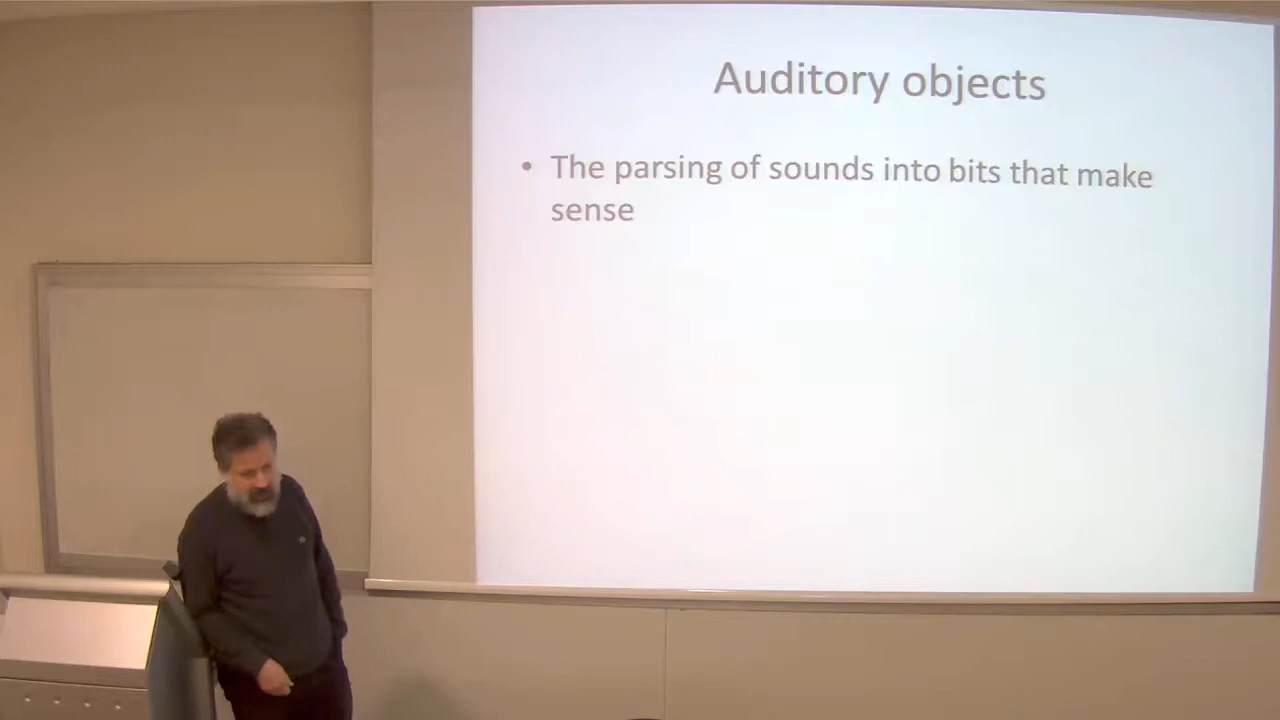 Auditory objects
• The parsing of sounds into bits that make
sense